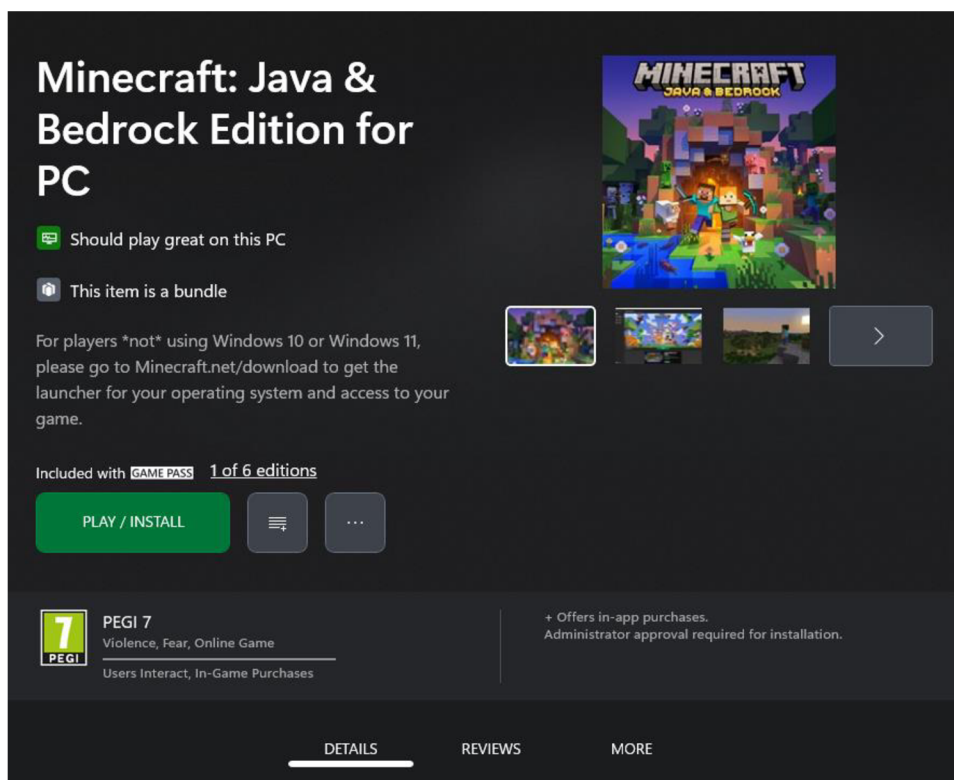 Minecraft: Java &
Bedrock Edition for
PC
MINECRAFT
JAVA & BEDROCK
Should play great on this PC
This item is a bundle
For players *not* using Windows 10 or Windows 11,
please go to Minecraft.net/download to get the
launcher for your operating system and access to your
game.
Included with GAME PASS 1 of 6 editions
PLAY / INSTALL
7
PEGI
PEGI 7
Violence, Fear, Online Game
Users Interact, In-Game Purchases
+ Offers in-app purchases.
Administrator approval required for installation.
DETAILS REVIEWS MORE